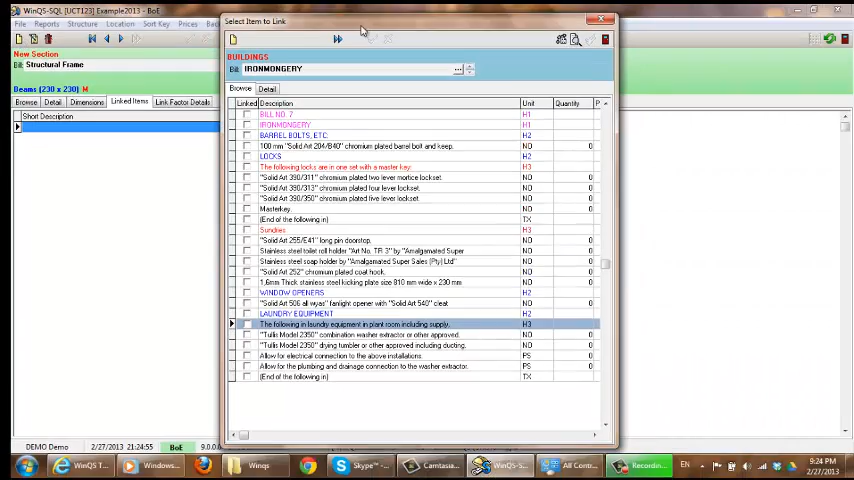 WinQS-SQL [UCT123] Example2013 - BoE
File Reports Structure Location Sort Key Prices
New Section
Bill: Structural Frame
Beams (230 x 230) M
Browse Detail Dimensions Linked Items Link Factor Details
Short Description
Select Item to Link
BUILDINGS
Bill: IRONMONGERY
Browse Detail
Linked Description Unit Quantity P
BILL NO. 7 H1
IRONMONGERY H1
BARREL BOLTS, ETC: H2
100 mm "Solid Art 204/B40" chromium plated barrel bolt and keep. NO 0
LOCKS H2
The following locks are in one set with a master key: H3
"Solid Art 390/311" chromium plated two lever mortice lockset. NO 0
"Solid Art 390/313" chromium plated four lever lockset. NO 0
"Solid Art 390/350" chromium plated five lever lockset. NO 0
Masterkey. NO 0
(End of the following in) TX
Sundries H3
"Solid Art 255/E41" long pin doorstop. NO 0
Stainless steel toilet roll holder "Art No. TR 3" by "Amalgamated Super NO 0
Stainless steel soap holder by "Amalgamated Super Sales (Pty) Ltd" NO 0
"Solid Art 252" chromium plated coat hook. NO 0
1,6mm Thick stainless steel kicking plate size 810 mm wide x 230 mm NO 0
WINDOW OPENERS H2
"Solid Art 506 all wyas" fanlight opener with "Solid Art 540" cleat NO 0
LAUNDRY EQUIPMENT H2
The following in laundry equipment in plant room including supply. H3
"Tullis Model 2350" combination washer extractor or other approved. NO 0
"Tullis Model 2350" drying tumbler or other approved including ducting. NO 0
Allow for electrical connection to the above installations. PS 0
Allow for the plumbing and drainage connection to the washer extractor. PS 0
(End of the following in) TX
DEMO Demo 2/27/2013 21:24:55 BoE 9.0.0
WinQS T... Windows... Winqs Skype™ -... Camtasia... WinQS-S... All Contr... Recordin... EN 9:24 PM
2/27/2013